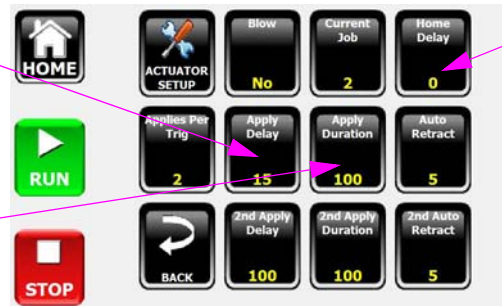 HOME
ACTUATOR
SETUP
Blow
No
Current
Job
2
Home
Delay
0
RUN
Applies Per
Trig
2
Apply
Delay
15
Apply
Duration
100
Auto
Retract
5
STOP
BACK
2nd Apply
Delay
100
2nd Apply
Duration
100
2nd Auto
Retract
5